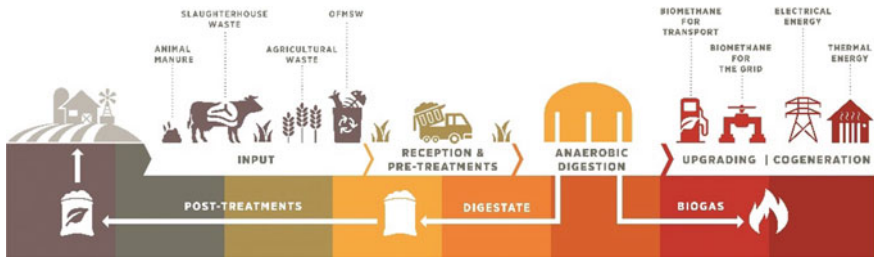 SLAUGHTERHOUSE
WASTE
OFMSW
ANIMAL
MANURE
AGRICULTURAL
WASTE
BIOMETHANE
FOR
TRANSPORT
ELECTRICAL
ENERGY
BIOMETHANE
FOR
THE GRID
THERMAL
ENERGY
INPUT
RECEPTION &
PRE-TREATMENTS
ANAEROBIC
DIGESTION
UPGRADING | COGENERATION
POST-TREATMENTS
DIGESTATE
BIOGAS